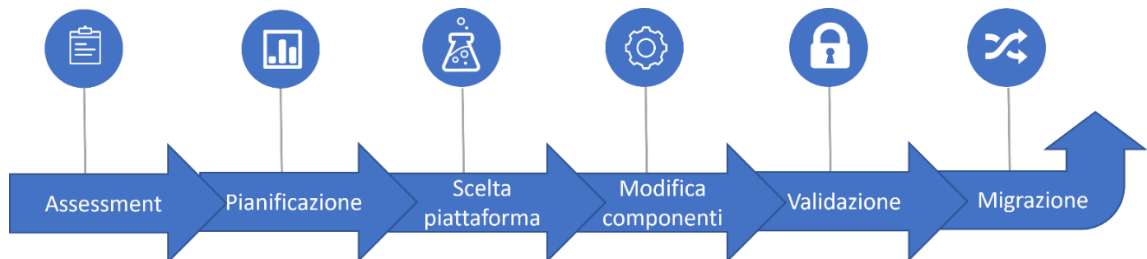 Assessment
Pianificazione
Scelta
piattaforma
Modifica
componenti
Validazione
Migrazione